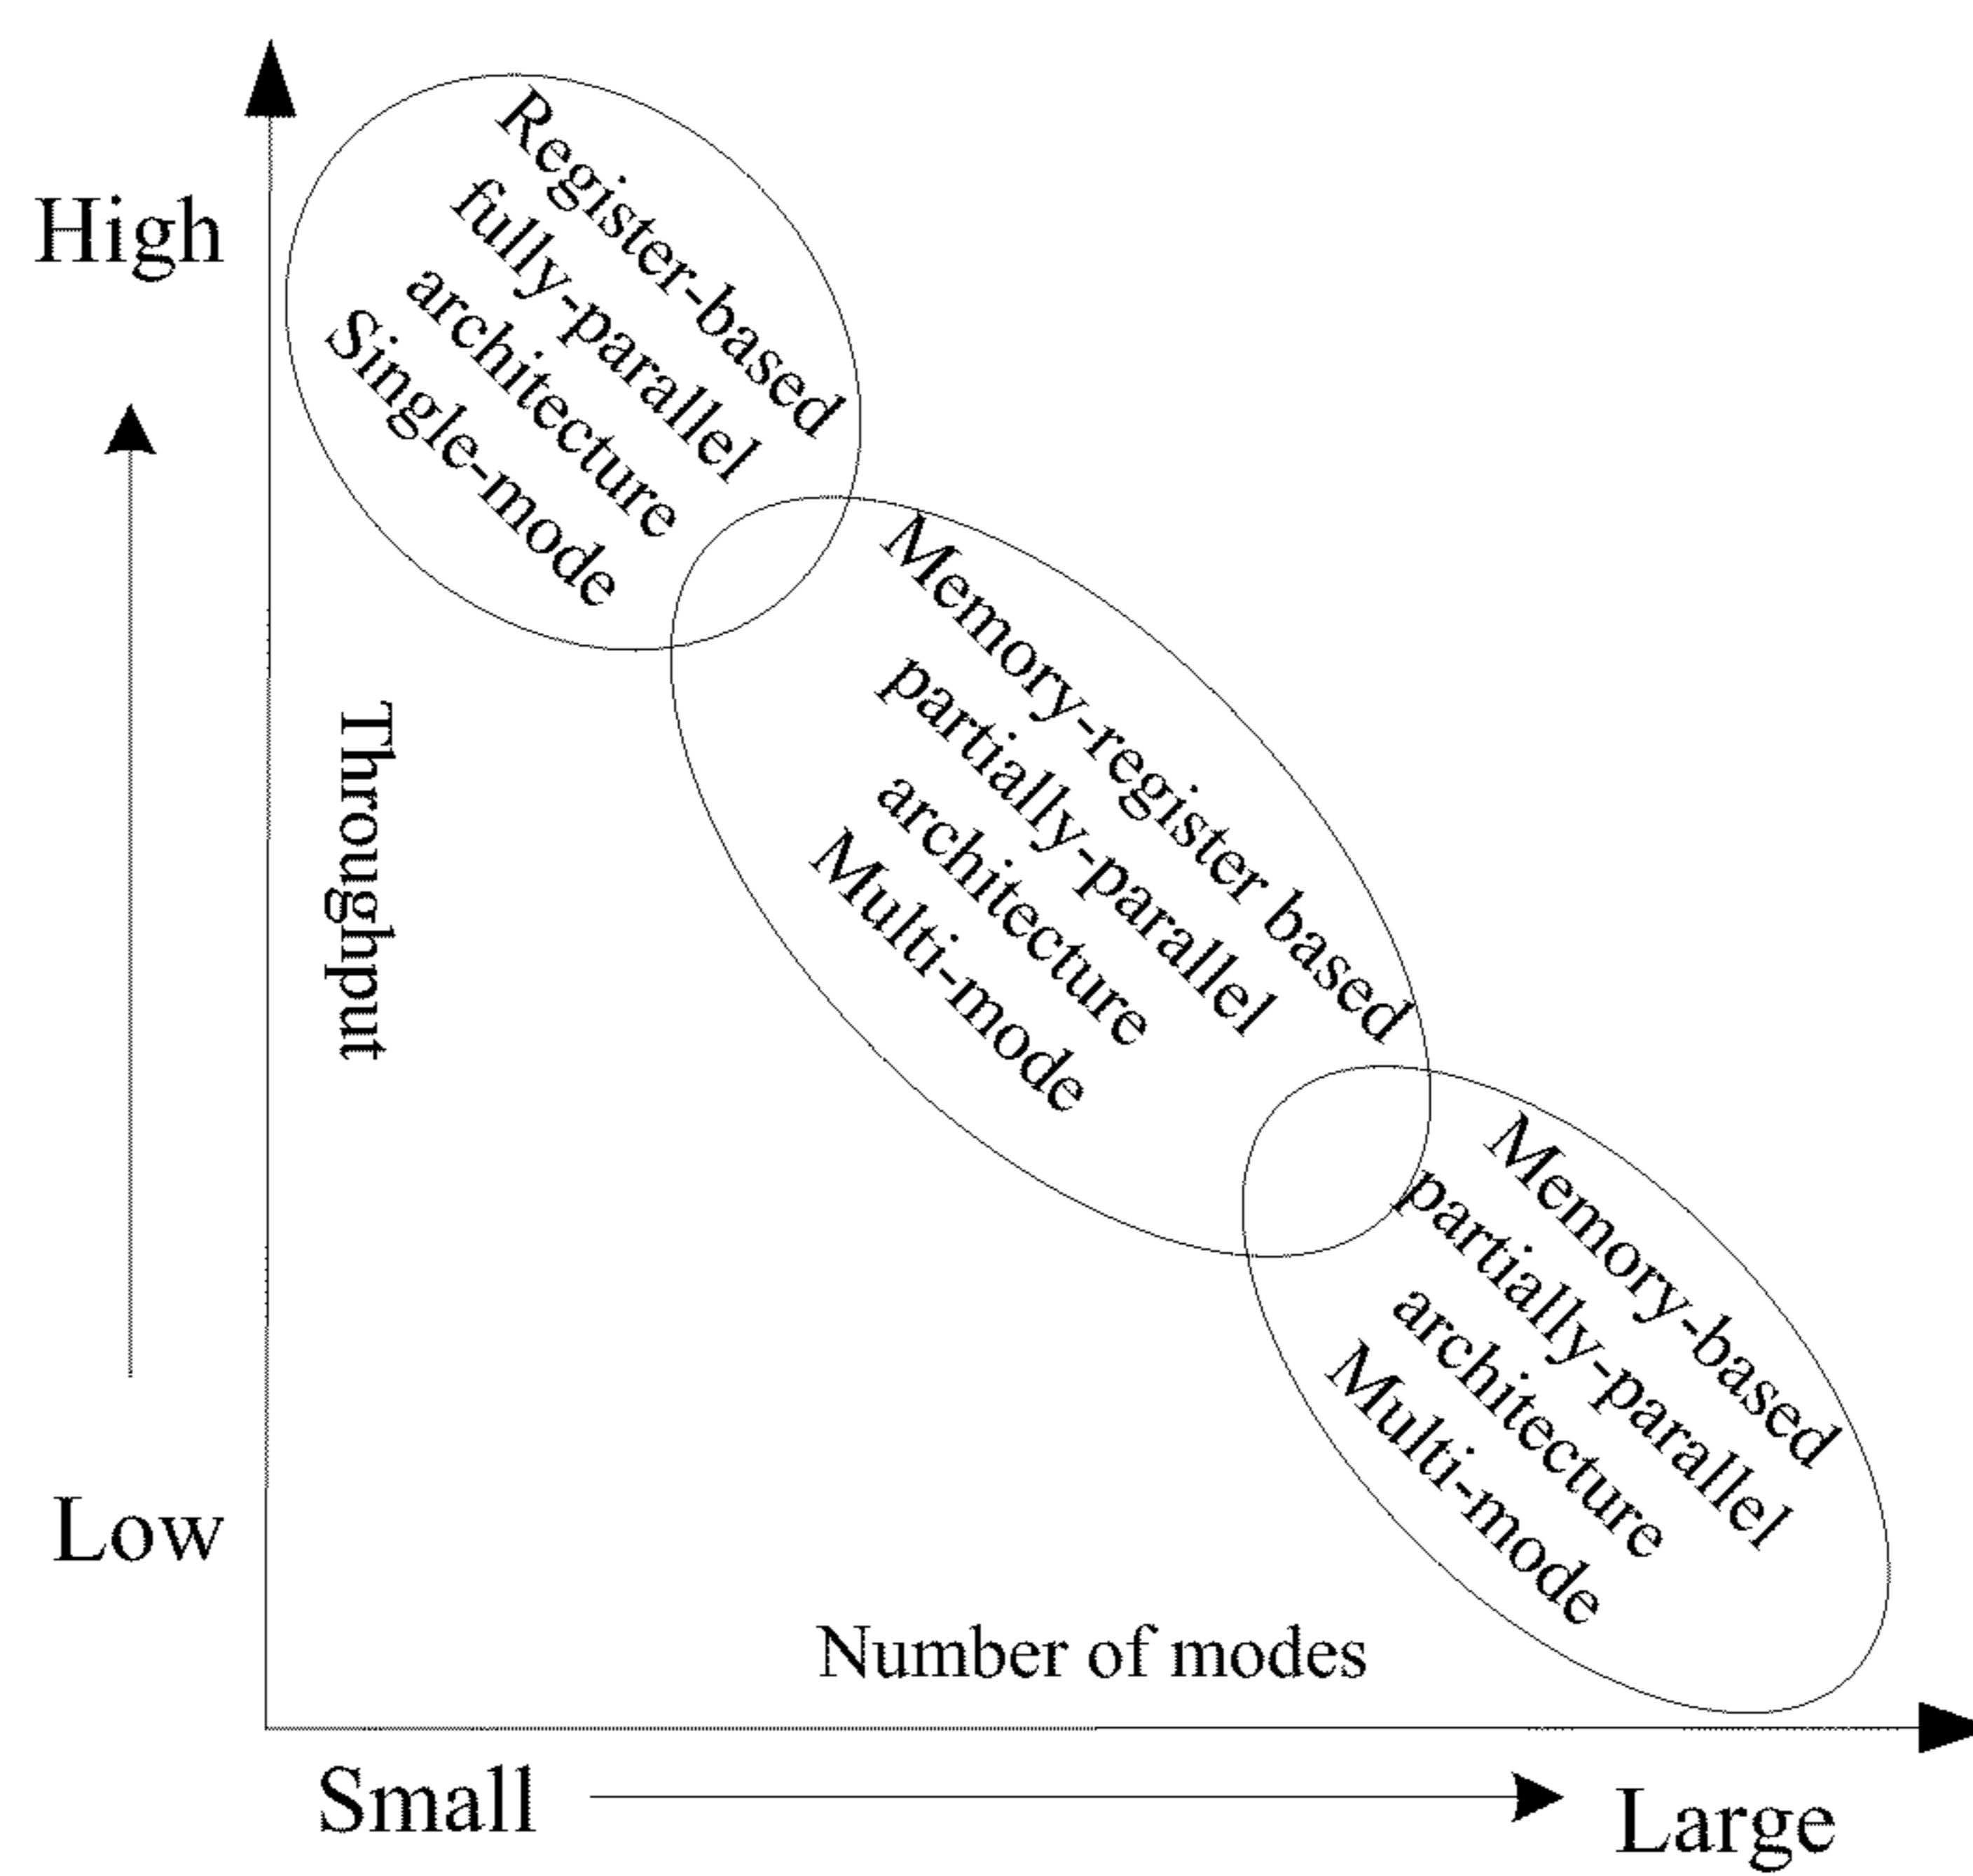 High
Register-based
fully-parallel
architecture
Single-mode
Throughput
Memory-register based
partially-parallel
architecture
Multi-mode
Memory-based
partially-parallel
architecture
Multi-mode
Low
Number of modes
Small
Large